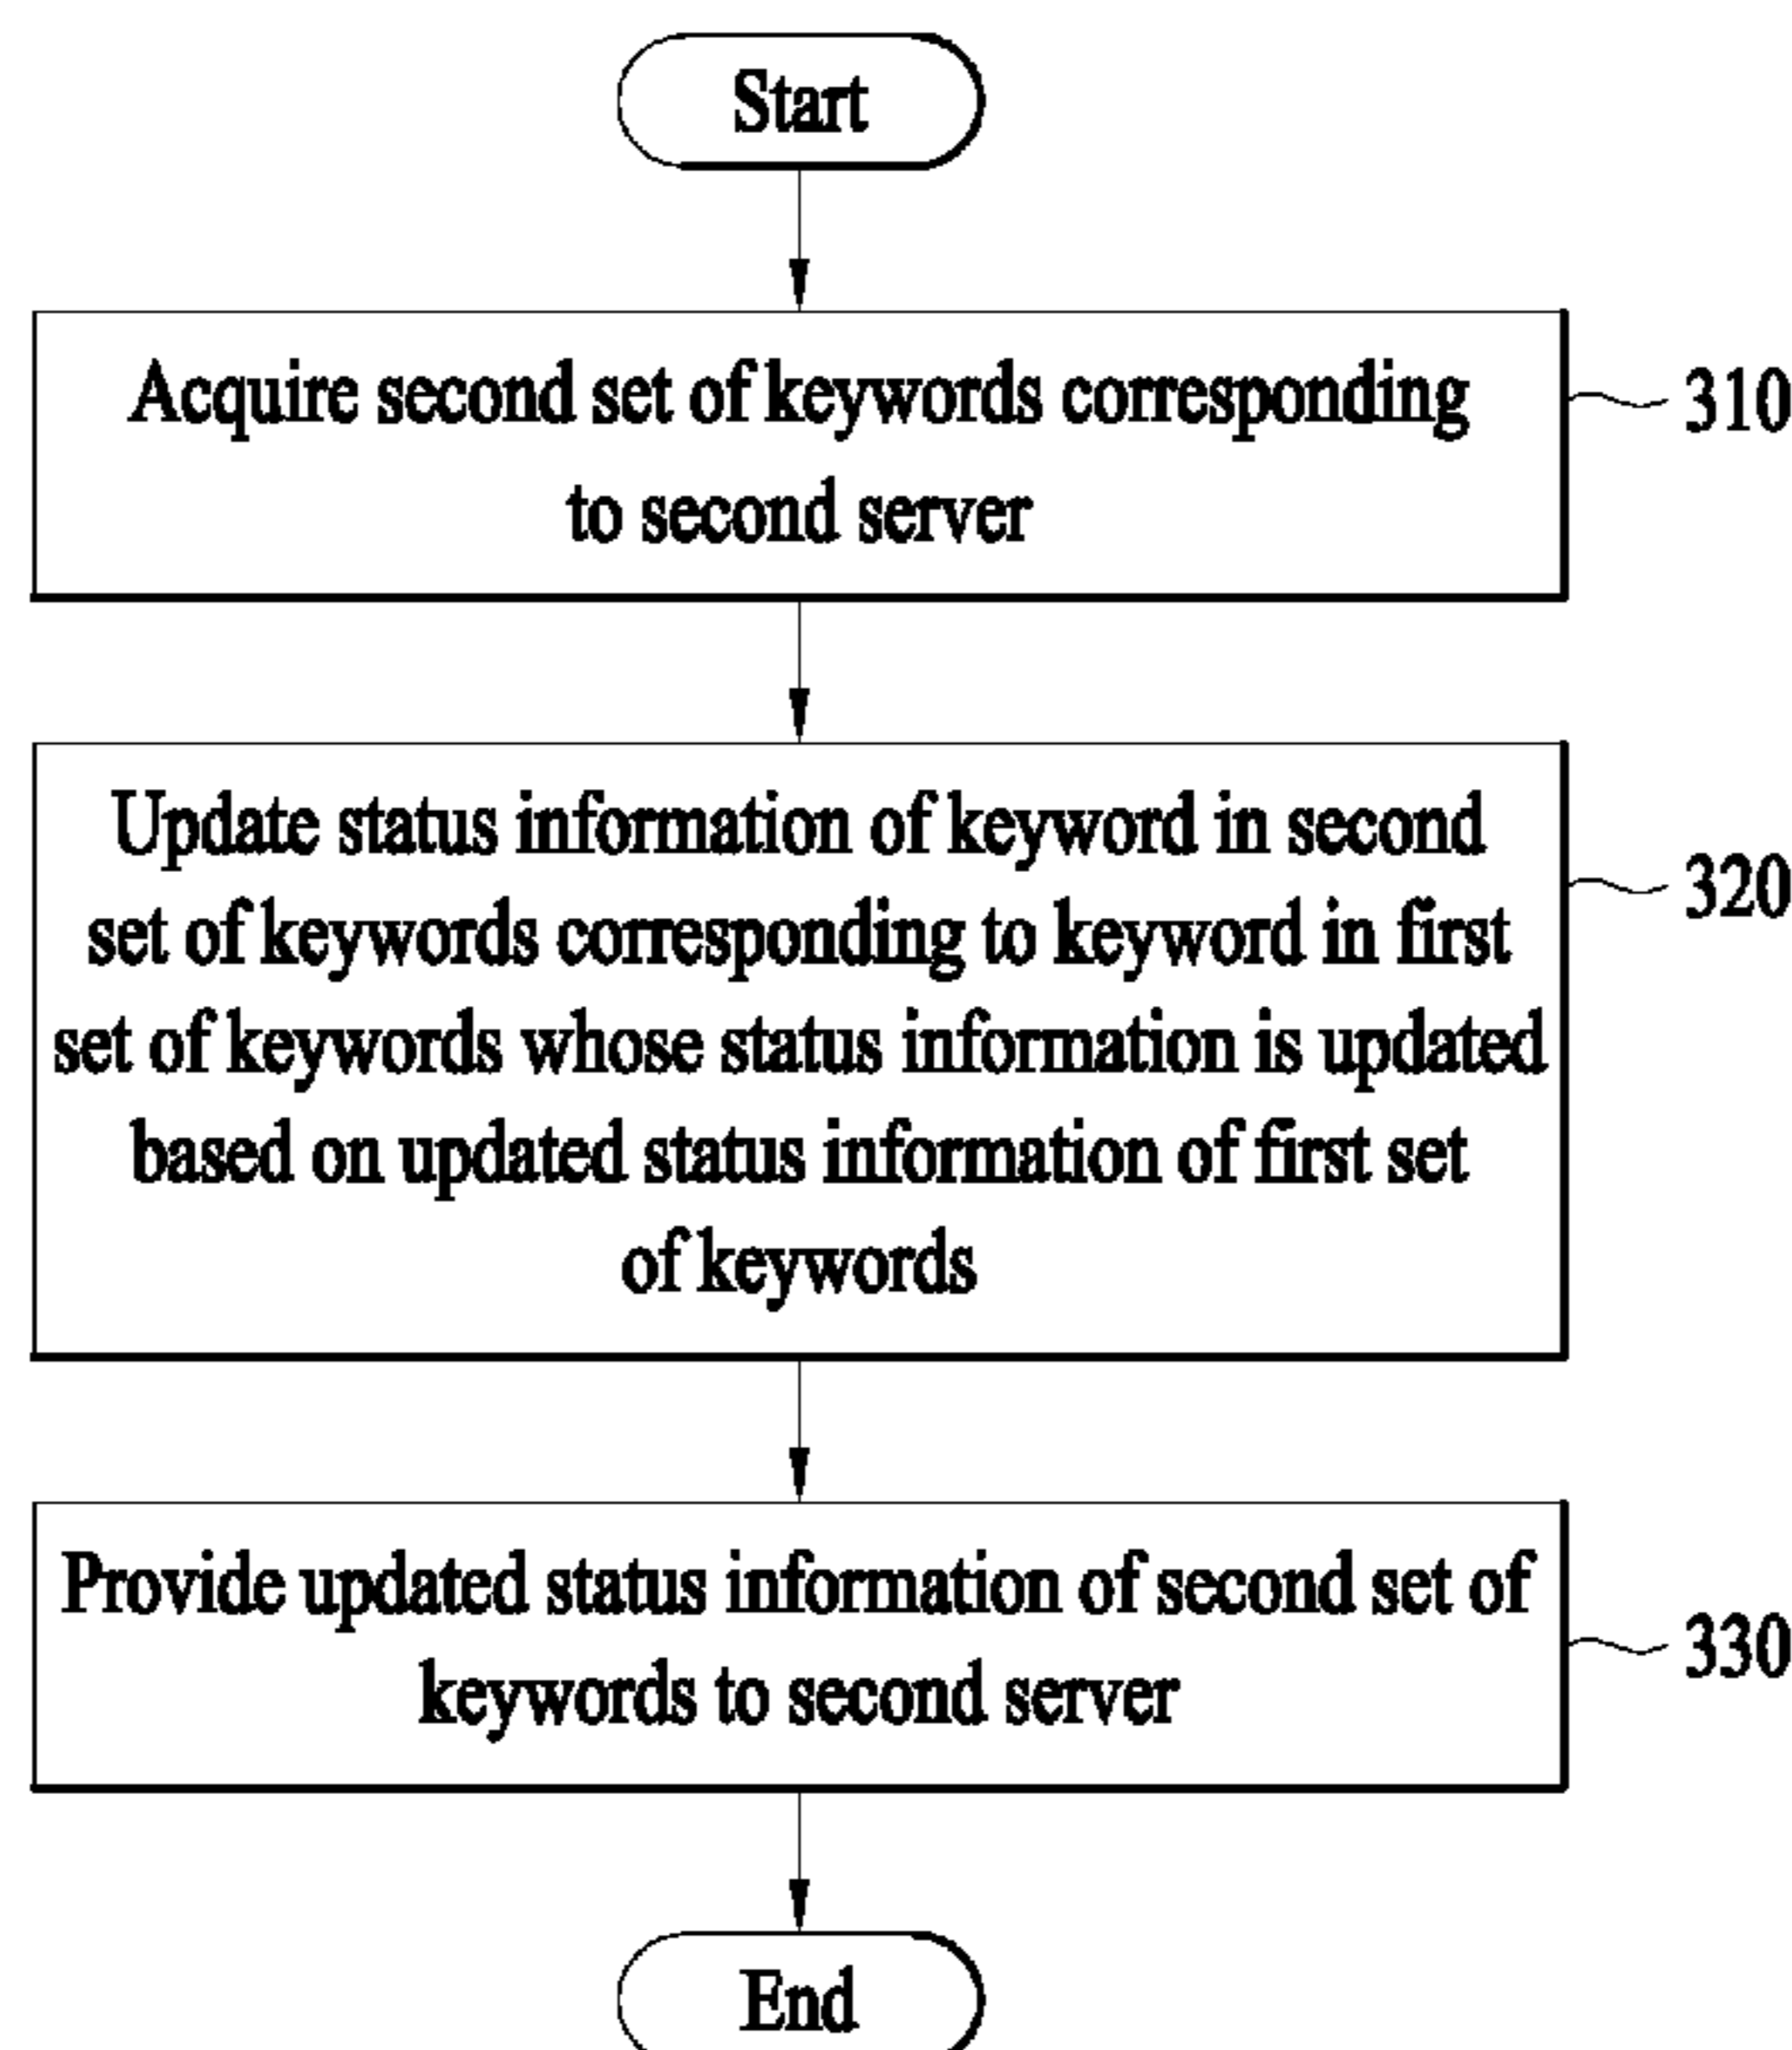 Start
Acquire second set of keywords corresponding
to second server
310
Update status information of keyword in second
set of keywords corresponding to keyword in first
set of keywords whose status information is updated
based on updated status information of first set
of keywords
320
Provide updated status information of second set of
keywords to second server
330
End